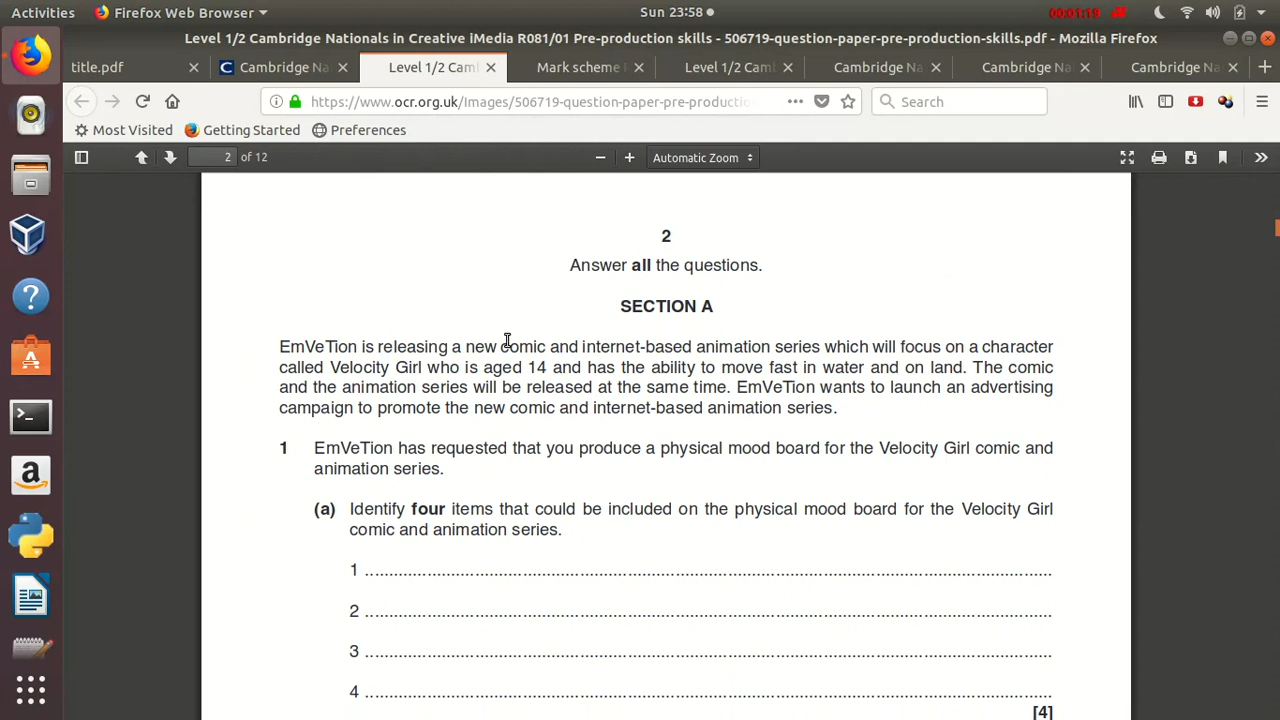 Activities Firefox Web Browser Sun 23:58 00:01:19
Level 1/2 Cambridge Nationals in Creative iMedia R081/01 Pre-production skills - 506719-question-paper-pre-production-skills.pdf - Mozilla Firefox
title.pdf Cambridge Na Level 1/2 Cam Mark scheme Level 1/2 Cam Cambridge Na Cambridge Na Cambridge Na
https://www.ocr.org.uk/Images/506719-question-paper-pre-productio Search
Most Visited Getting Started Preferences
2 of 12 Automatic Zoom
2
Answer all the questions.
SECTION A
EmVeTion is releasing a new comic and internet-based animation series which will focus on a character
called Velocity Girl who is aged 14 and has the ability to move fast in water and on land. The comic
and the animation series will be released at the same time. EmVeTion wants to launch an advertising
campaign to promote the new comic and internet-based animation series.
1 EmVeTion has requested that you produce a physical mood board for the Velocity Girl comic and
animation series.
(a) Identify four items that could be included on the physical mood board for the Velocity Girl
comic and animation series.
1 ....................................................................................................................
2 ....................................................................................................................
3 ....................................................................................................................
4 ....................................................................................................................
[4]